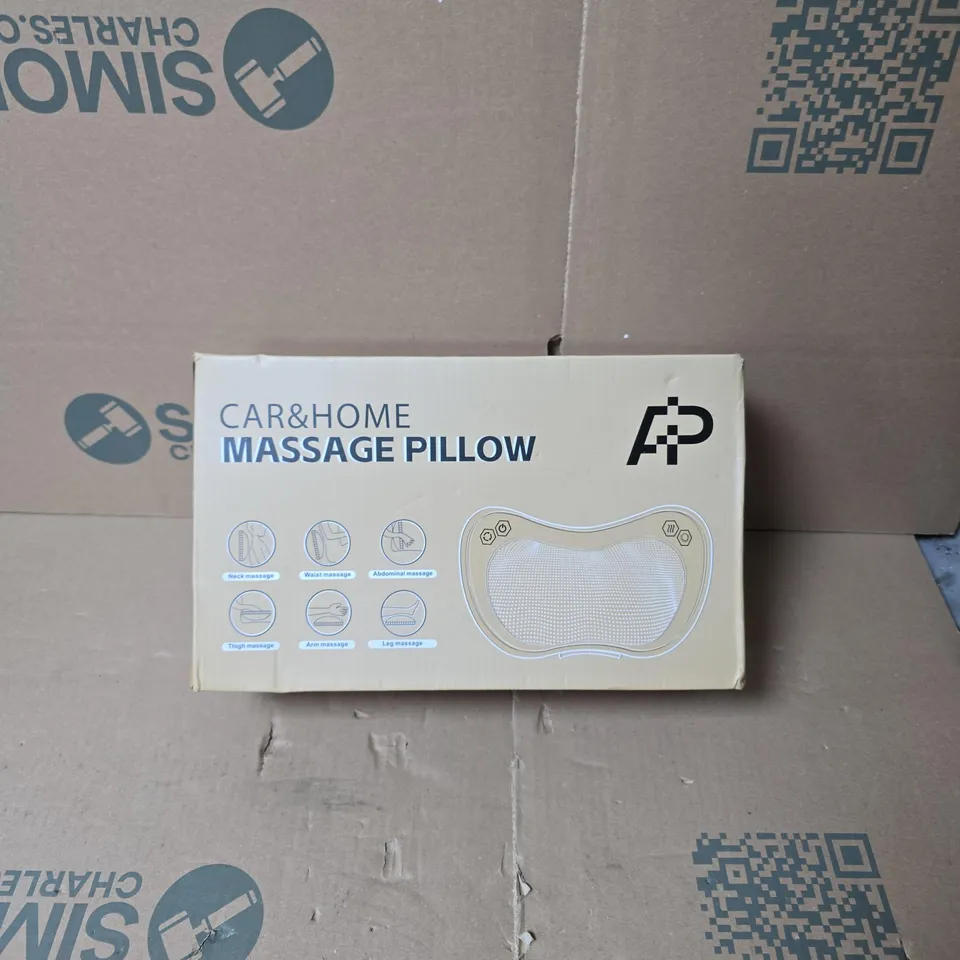 SIMO
CHARLES.C
CAR&HOME
MASSAGE PILLOW
AP
Neck massage
Waist massage
Abdominal massage
Thigh massage
Arm massage
Leg massage
S
C
SIM
CHARLES